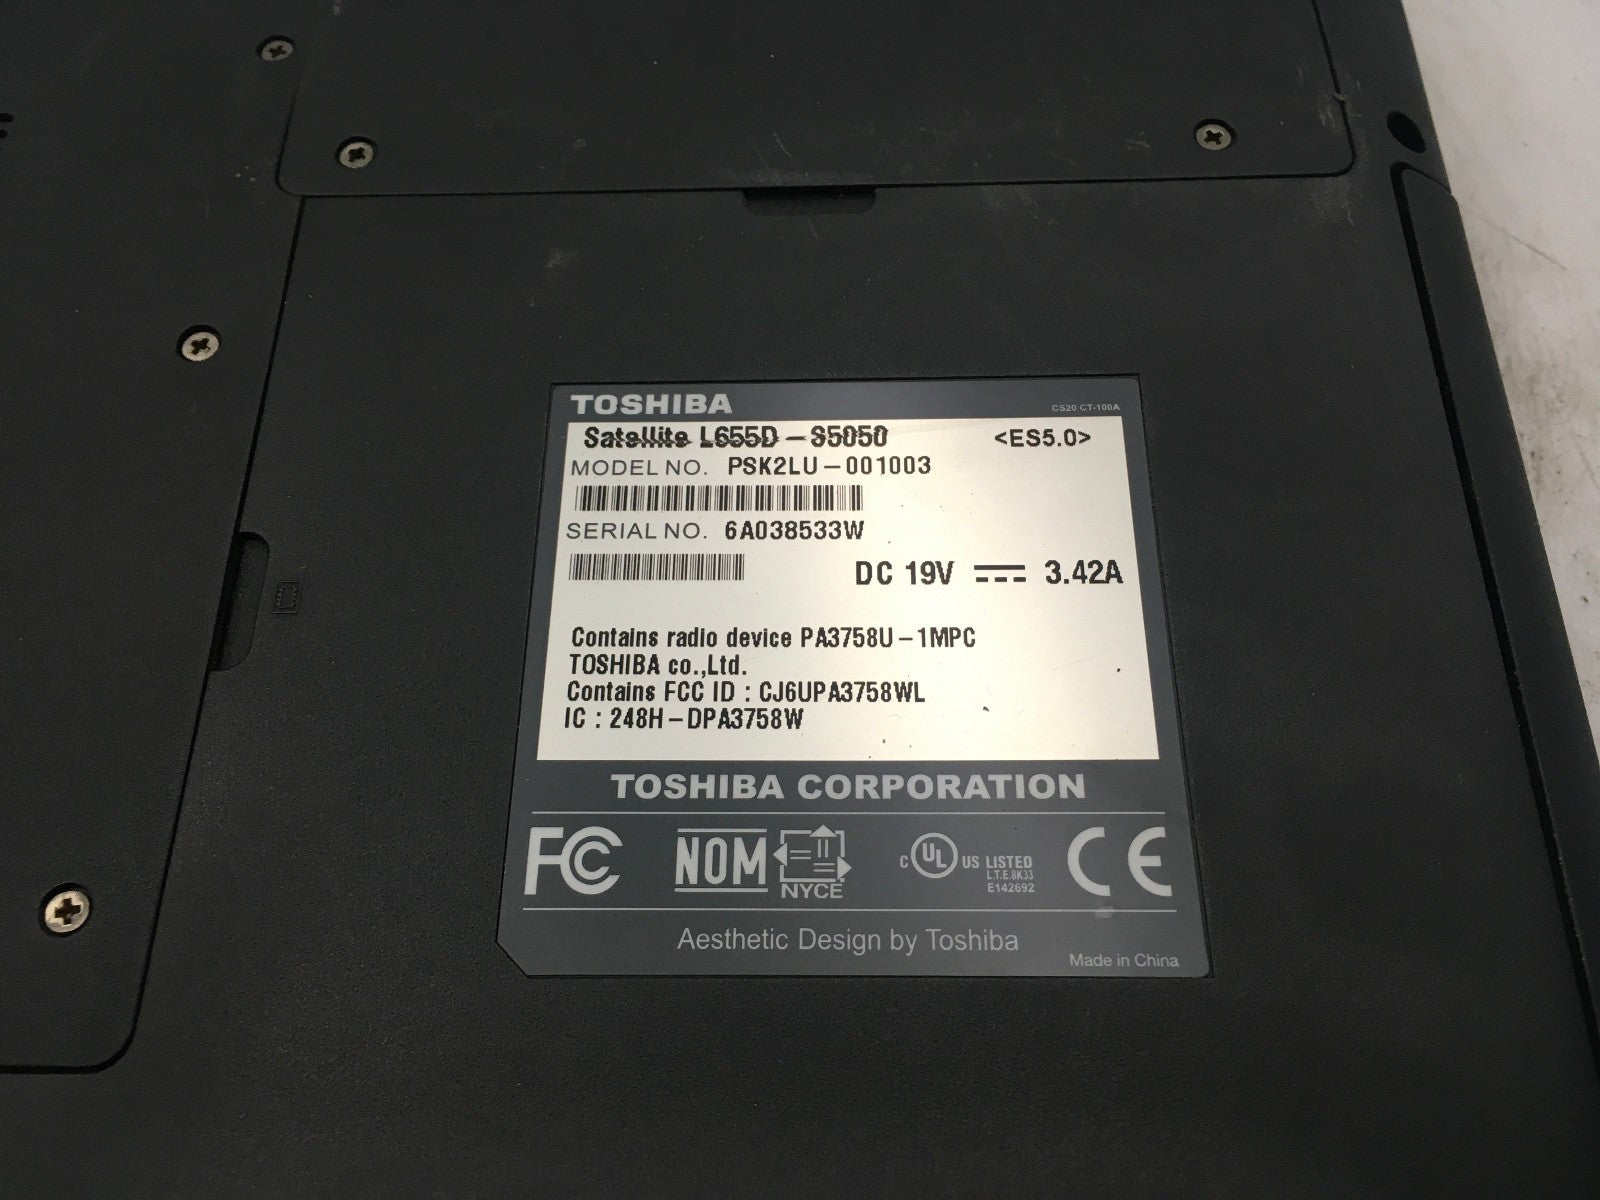 TOSHIBA
CS20 CT-100A
Satellite L655D-S5050 <ES5.0>
MODEL NO. PSK2LU-001003
SERIAL NO. 6A038533W
DC 19V 3.42A
Contains radio device PA3758U-1MPC
TOSHIBA co.,Ltd.
Contains FCC ID : CJ6UPA3758WL
IC : 248H-DPA3758W
TOSHIBA CORPORATION
FC
NOM
NYCE
C UL US LISTED
L.T.E.8K33
E142692
CE
Aesthetic Design by Toshiba
Made in China